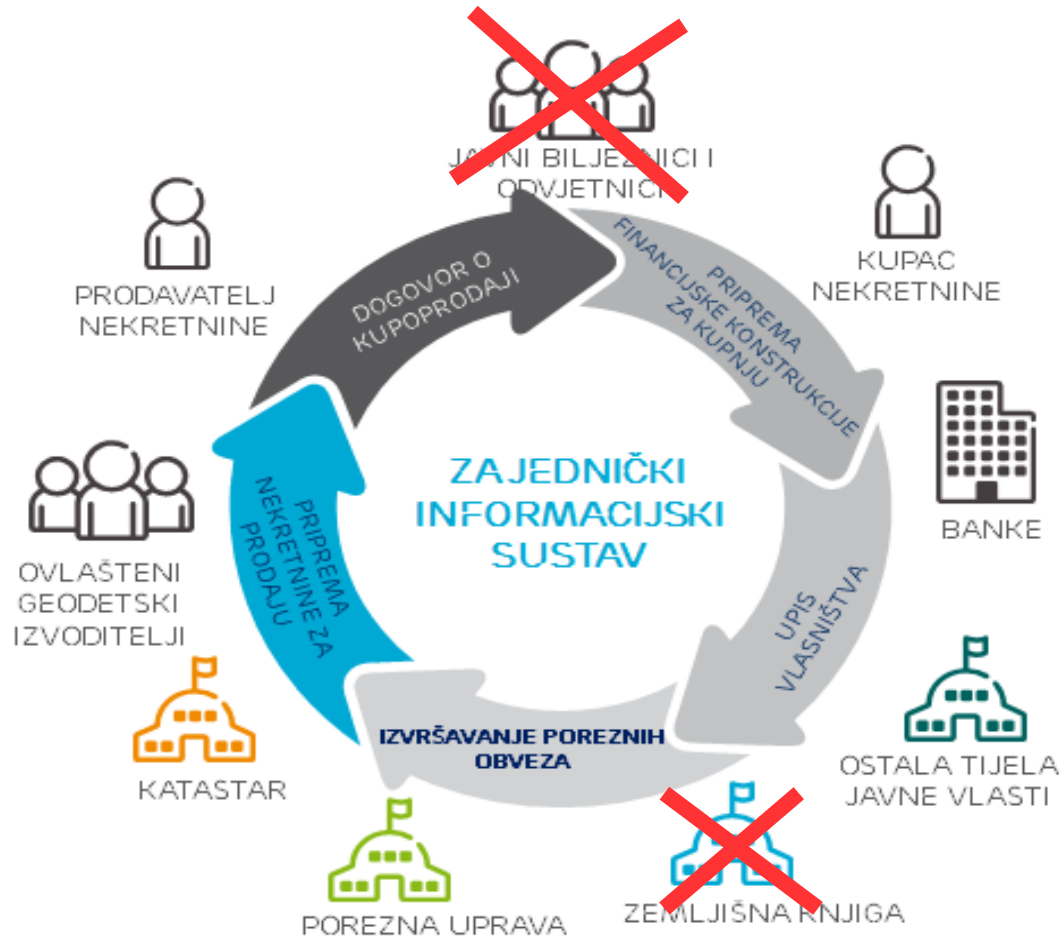 JAVNI BILJEŽNICI I
ODVJETNICI
KUPAC
NEKRETNINE
PRODAVATELJ
NEKRETNINE
DOGOVOR O
KUPOPRODAJI
PRIPREMA
FINANCIJSKE KONSTRUKCIJE
ZA KUPNJU
BANKE
ZAJEDNIČKI
INFORMACIJSKI
SUSTAV
OVLAŠTENI
GEODETSKI
IZVODITELJI
PRIPREMA
NEKRETNINE ZA
PRODAJU
UPIS
VLASNIŠTVA
KATASTAR
IZVRŠAVANJE POREZNIH
OBVEZA
OSTALA TIJELA
JAVNE VLASTI
POREZNA UPRAVA
ZEMLJIŠNA KNJIGA